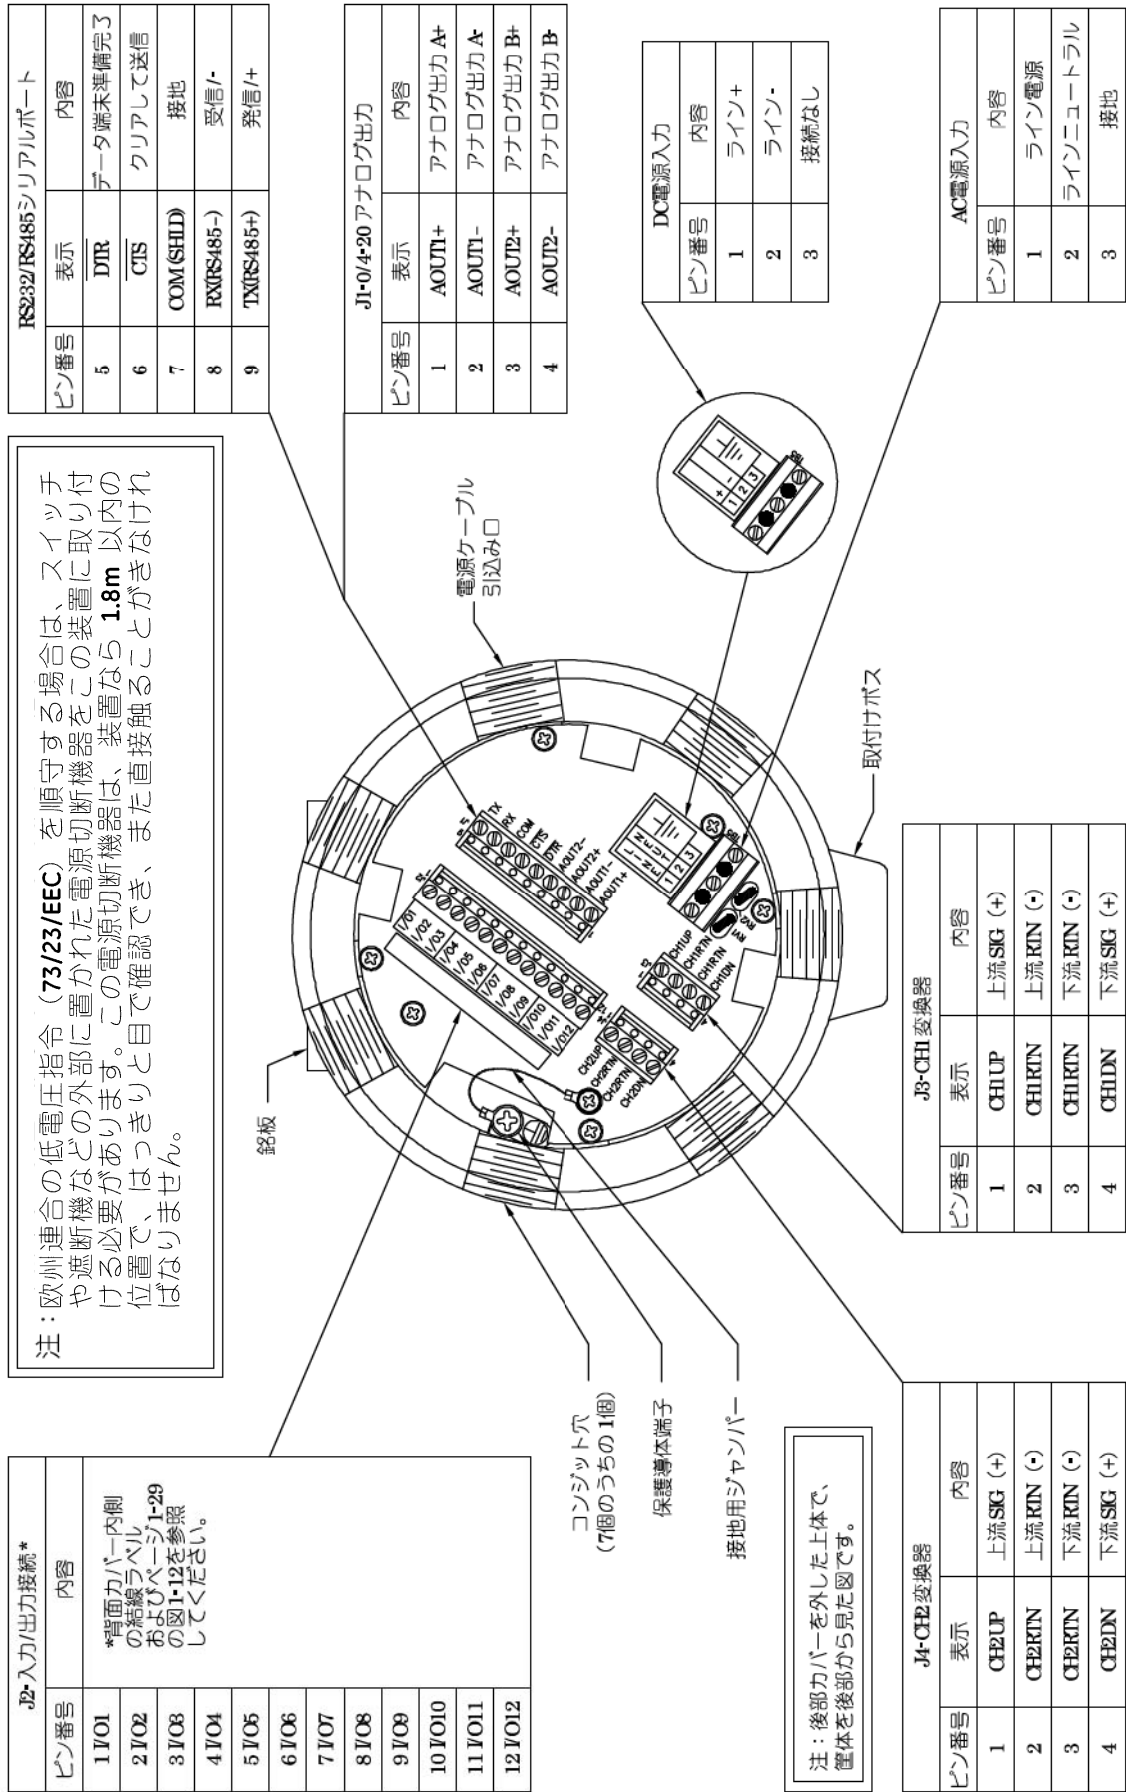 J2-入力/出力接続*
ピン番号 内容
1 I/O1 *背面カバー内側
の結線ラベル
およびページ1-29
の図1-12を参照
してください。
2 I/O2
3 I/O3
4 I/O4
5 I/O5
6 I/O6
7 I/O7
8 I/O8
9 I/O9
10 I/O10
11 I/O11
12 I/O12
注：欧州連合の低電圧指令（73/23/EEC）を順守する場合は、スイッチ
や遮断機などの外部に置かれた電源切断機器をこの装置に取り付
ける必要があります。この電源切断機器は、装置なら 1.8m 以内の
位置で、はっきりと目で確認でき、また直接触ることがきなけれ
ばなりません。
RS232/RS485シリアルポート
ピン番号 表示 内容
5 DTR データ端末準備完了
6 CTS クリアして送信
7 COM (SHLD) 接地
8 RX(RS485-) 受信/-
9 TX(RS485+) 発信/+
J1-0/4-20 アナログ出力
ピン番号 表示 内容
1 AOUT1+ アナログ出力 A+
2 AOUT1- アナログ出力 A-
3 AOUT2+ アナログ出力 B+
4 AOUT2- アナログ出力 B-
銘板
電源ケーブル
引込み口
DC電源入力
ピン番号 内容
1 ライン+
2 ライン-
3 接続なし
AC電源入力
ピン番号 内容
1 ライン電源
2 ラインニュートラル
3 接地
I/O1
I/O2
I/O3
I/O4
I/O5
I/O6
I/O7
I/O8
I/O9
I/O10
I/O11
I/O12
TX
RX
COM
CTS
DTR
AOUT2-
AOUT2+
AOUT1-
AOUT1+
LINE
NEUT
1 2 3
TB5
RV1
RV2
+ -
1 2 3
TB5
CH1UP
CH1RTN
CH1RTN
CH1DN
CH2UP
CH2RTN
CH2RTN
CH2DN
コンジット穴
(7個のうちの1個)
保護導体端子
接地用ジャンパー
取付けボス
注：後部カバーを外した上体で、
筐体を後部から見た図です。
J4-CH2変換器
ピン番号 表示 内容
1 CH2UP 上流SIG (+)
2 CH2RTN 上流RTN (-)
3 CH2RTN 下流RTN (-)
4 CH2DN 下流SIG (+)
J3-CH1変換器
ピン番号 表示 内容
1 CH1UP 上流SIG (+)
2 CH1RTN 上流RTN (-)
3 CH1RTN 下流RTN (-)
4 CH1DN 下流SIG (+)